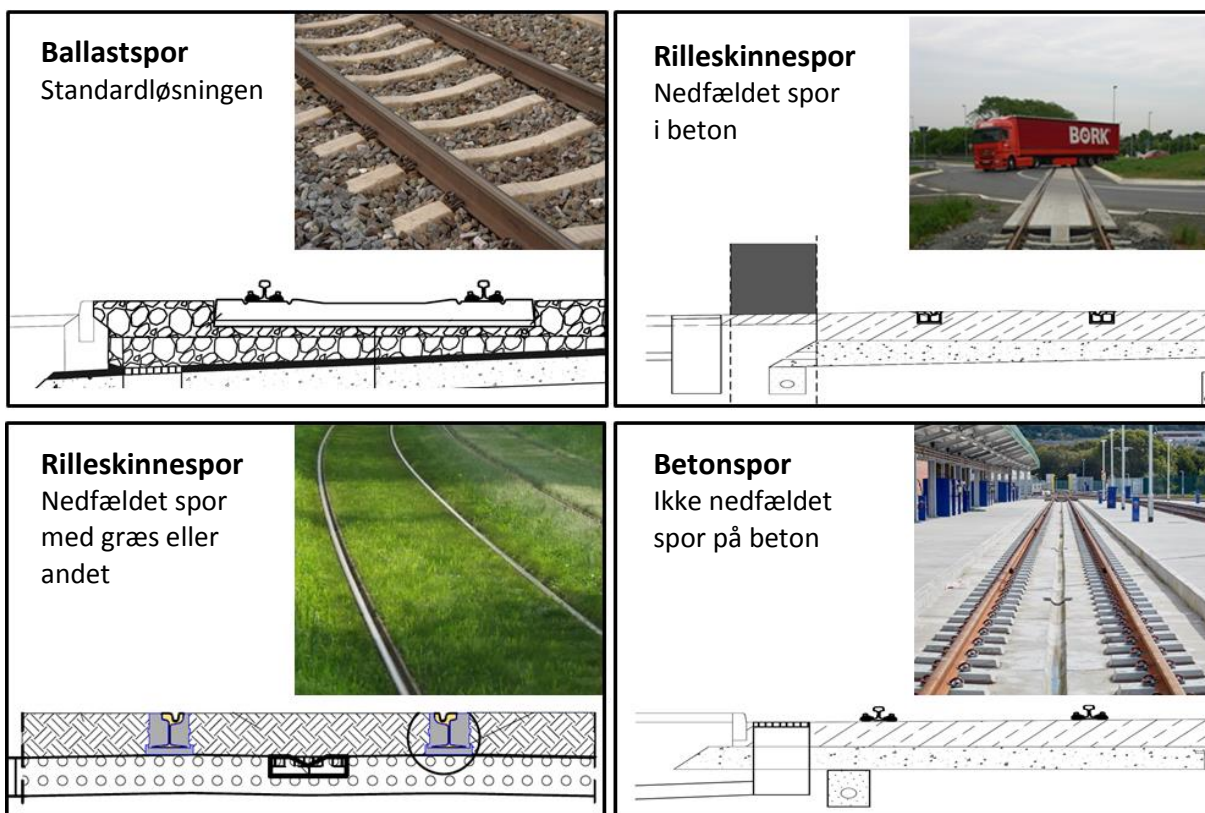 Ballastspor
Standardløsningen
Rilleskinnespor
Nedfældet spor
i beton
BORK
Rilleskinnespor
Nedfældet spor
med græs eller
andet
Betonspor
Ikke nedfældet
spor på beton